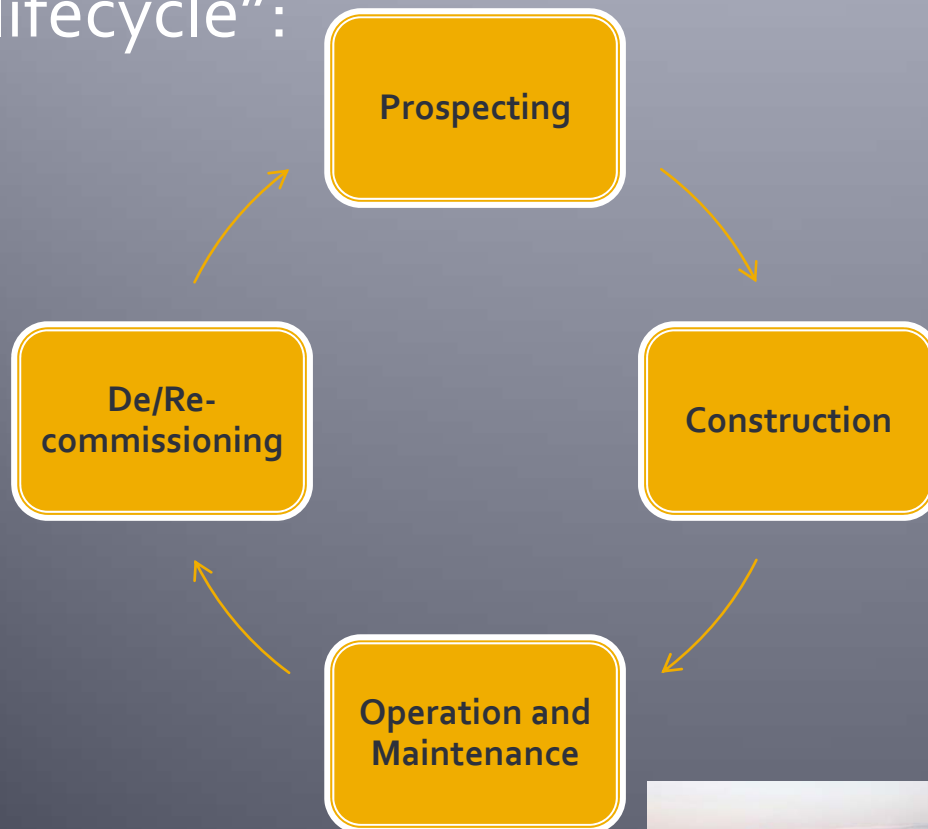 lifecycle”:
Prospecting
Construction
Operation and
Maintenance
De/Re-
commissioning